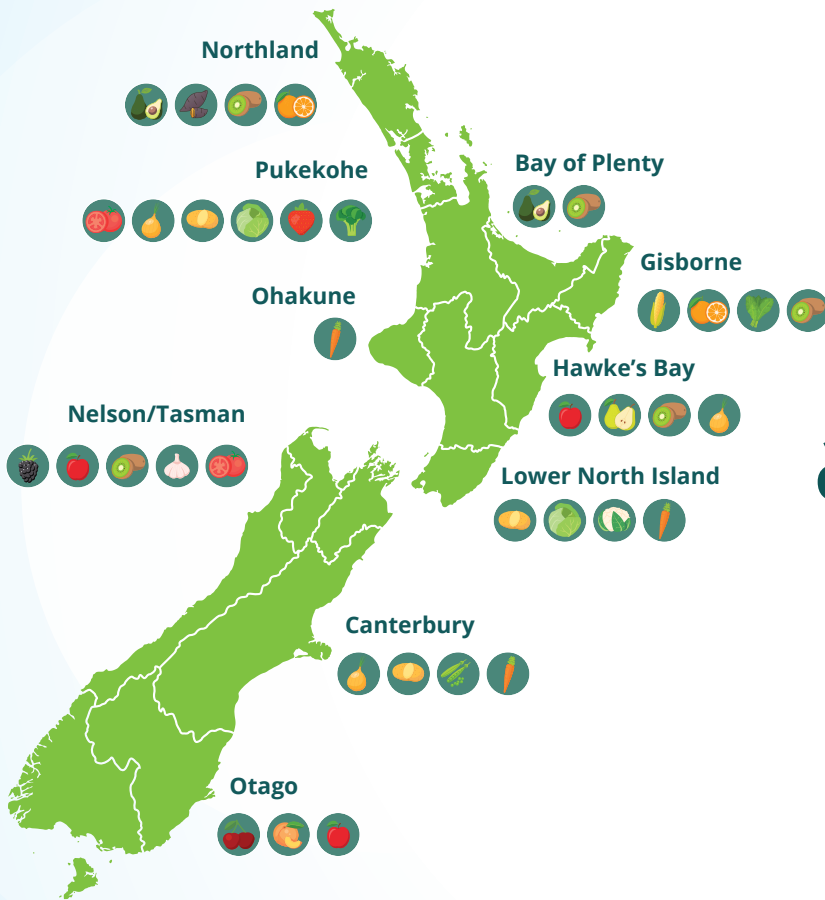 Northland
Pukekohe
Bay of Plenty
Gisborne
Ohakune
Hawke’s Bay
Nelson/Tasman
Lower North Island
Canterbury
Otago